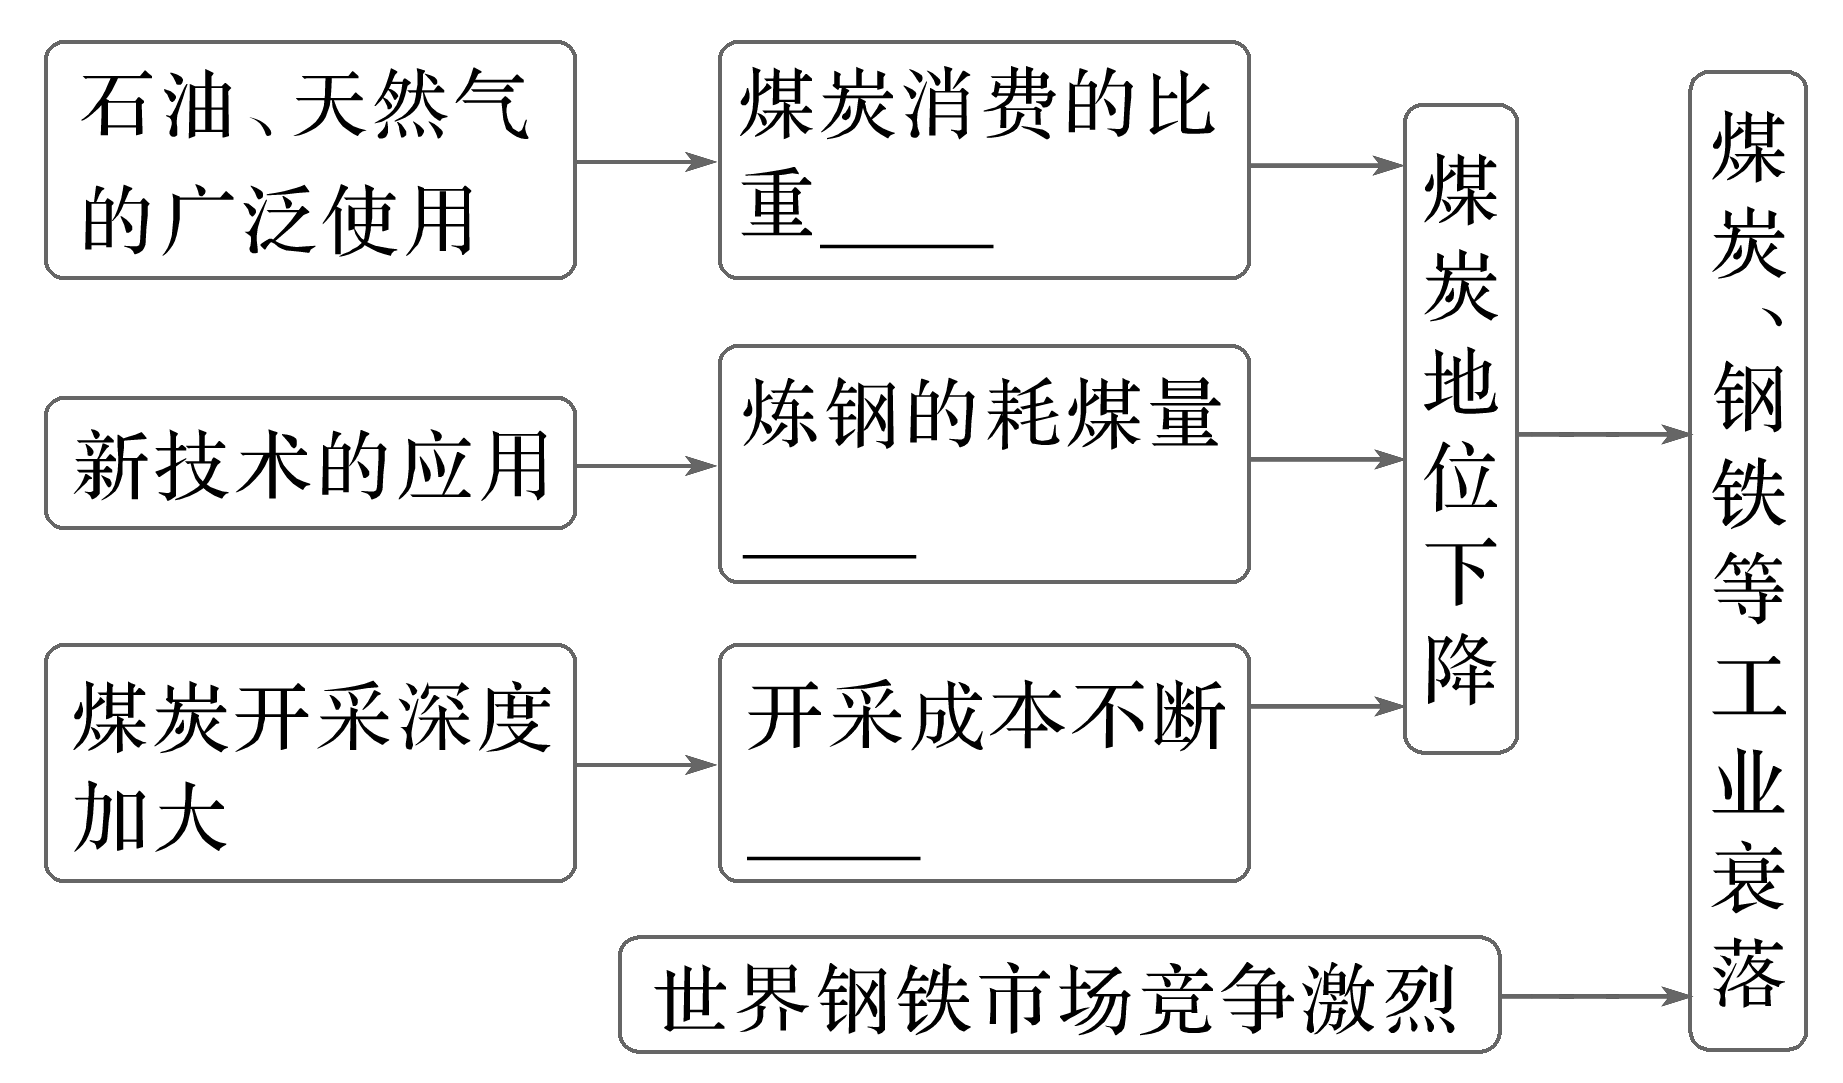 石油、天然气
的广泛使用
煤炭消费的比
重_____
新技术的应用
炼钢的耗煤量
_____
煤炭开采深度
加大
开采成本不断
_____
煤炭地位下降
世界钢铁市场竞争激烈
煤炭、钢铁等工业衰落